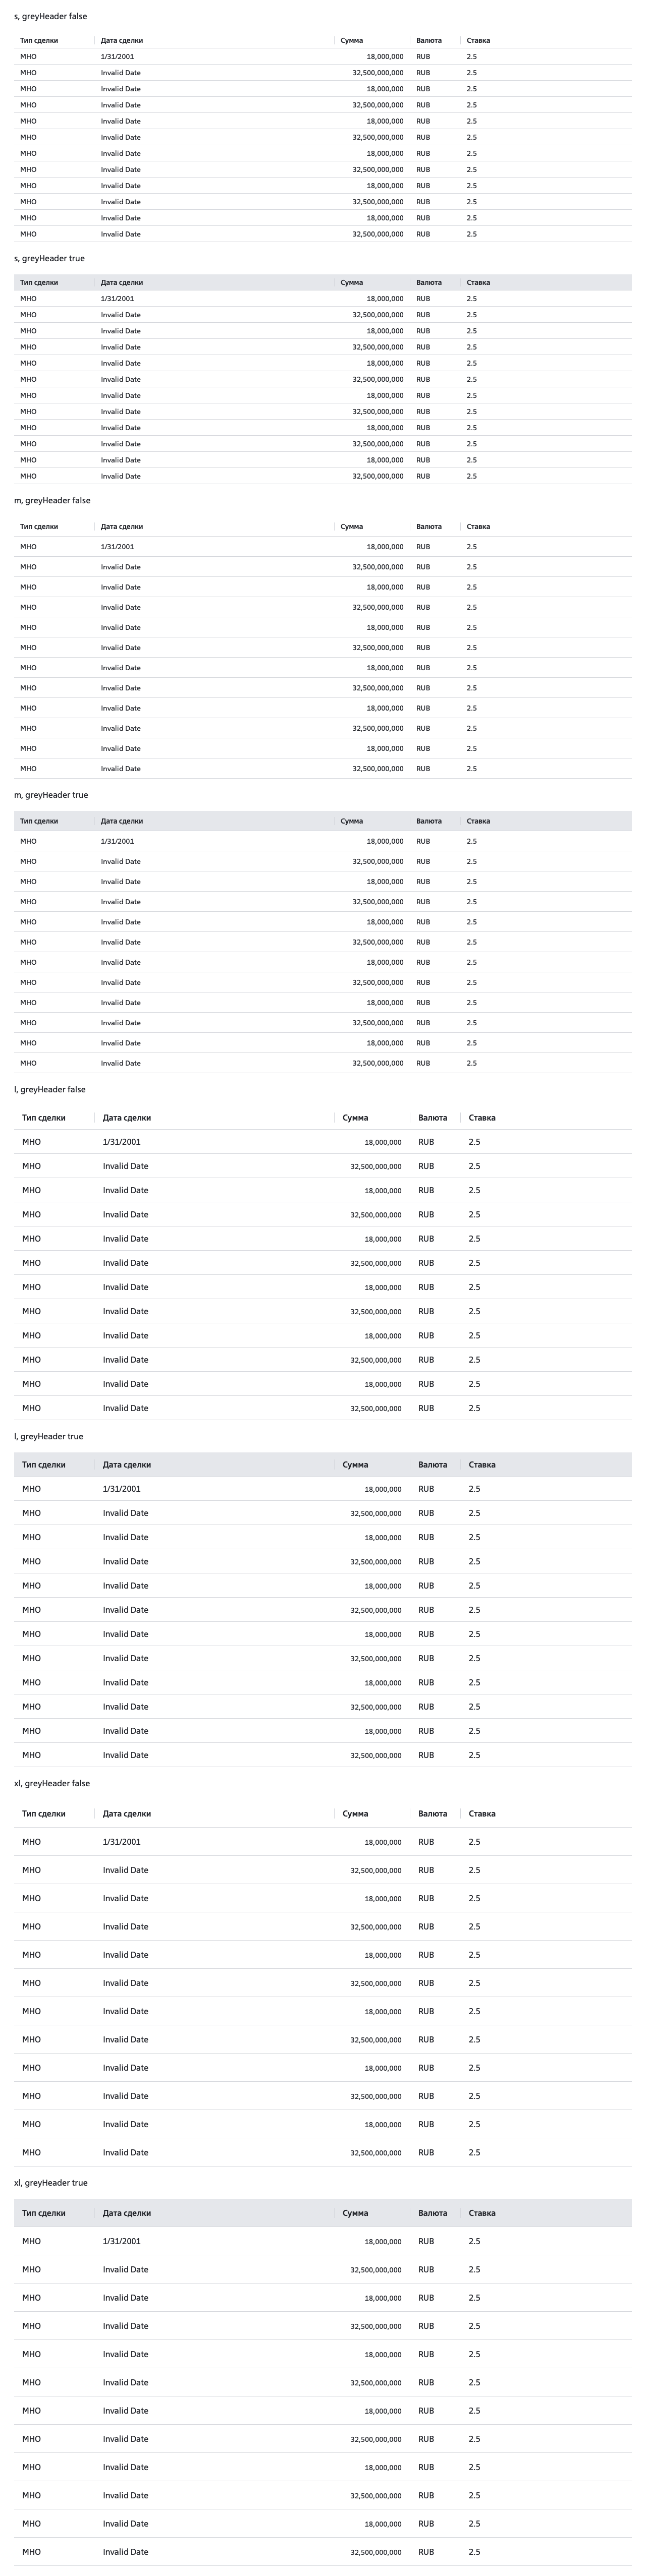 s, greyHeader false
Тип сделки Дата сделки Сумма Валюта Ставка
МНО 1/31/2001 18,000,000 RUB 2.5
МНО Invalid Date 32,500,000,000 RUB 2.5
МНО Invalid Date 18,000,000 RUB 2.5
МНО Invalid Date 32,500,000,000 RUB 2.5
МНО Invalid Date 18,000,000 RUB 2.5
МНО Invalid Date 32,500,000,000 RUB 2.5
МНО Invalid Date 18,000,000 RUB 2.5
МНО Invalid Date 32,500,000,000 RUB 2.5
МНО Invalid Date 18,000,000 RUB 2.5
МНО Invalid Date 32,500,000,000 RUB 2.5
МНО Invalid Date 18,000,000 RUB 2.5
МНО Invalid Date 32,500,000,000 RUB 2.5
s, greyHeader true
Тип сделки Дата сделки Сумма Валюта Ставка
МНО 1/31/2001 18,000,000 RUB 2.5
МНО Invalid Date 32,500,000,000 RUB 2.5
МНО Invalid Date 18,000,000 RUB 2.5
МНО Invalid Date 32,500,000,000 RUB 2.5
МНО Invalid Date 18,000,000 RUB 2.5
МНО Invalid Date 32,500,000,000 RUB 2.5
МНО Invalid Date 18,000,000 RUB 2.5
МНО Invalid Date 32,500,000,000 RUB 2.5
МНО Invalid Date 18,000,000 RUB 2.5
МНО Invalid Date 32,500,000,000 RUB 2.5
МНО Invalid Date 18,000,000 RUB 2.5
МНО Invalid Date 32,500,000,000 RUB 2.5
m, greyHeader false
Тип сделки Дата сделки Сумма Валюта Ставка
МНО 1/31/2001 18,000,000 RUB 2.5
МНО Invalid Date 32,500,000,000 RUB 2.5
МНО Invalid Date 18,000,000 RUB 2.5
МНО Invalid Date 32,500,000,000 RUB 2.5
МНО Invalid Date 18,000,000 RUB 2.5
МНО Invalid Date 32,500,000,000 RUB 2.5
МНО Invalid Date 18,000,000 RUB 2.5
МНО Invalid Date 32,500,000,000 RUB 2.5
МНО Invalid Date 18,000,000 RUB 2.5
МНО Invalid Date 32,500,000,000 RUB 2.5
МНО Invalid Date 18,000,000 RUB 2.5
МНО Invalid Date 32,500,000,000 RUB 2.5
m, greyHeader true
Тип сделки Дата сделки Сумма Валюта Ставка
МНО 1/31/2001 18,000,000 RUB 2.5
МНО Invalid Date 32,500,000,000 RUB 2.5
МНО Invalid Date 18,000,000 RUB 2.5
МНО Invalid Date 32,500,000,000 RUB 2.5
МНО Invalid Date 18,000,000 RUB 2.5
МНО Invalid Date 32,500,000,000 RUB 2.5
МНО Invalid Date 18,000,000 RUB 2.5
МНО Invalid Date 32,500,000,000 RUB 2.5
МНО Invalid Date 18,000,000 RUB 2.5
МНО Invalid Date 32,500,000,000 RUB 2.5
МНО Invalid Date 18,000,000 RUB 2.5
МНО Invalid Date 32,500,000,000 RUB 2.5
l, greyHeader false
Тип сделки Дата сделки Сумма Валюта Ставка
МНО 1/31/2001 18,000,000 RUB 2.5
МНО Invalid Date 32,500,000,000 RUB 2.5
МНО Invalid Date 18,000,000 RUB 2.5
МНО Invalid Date 32,500,000,000 RUB 2.5
МНО Invalid Date 18,000,000 RUB 2.5
МНО Invalid Date 32,500,000,000 RUB 2.5
МНО Invalid Date 18,000,000 RUB 2.5
МНО Invalid Date 32,500,000,000 RUB 2.5
МНО Invalid Date 18,000,000 RUB 2.5
МНО Invalid Date 32,500,000,000 RUB 2.5
МНО Invalid Date 18,000,000 RUB 2.5
МНО Invalid Date 32,500,000,000 RUB 2.5
l, greyHeader true
Тип сделки Дата сделки Сумма Валюта Ставка
МНО 1/31/2001 18,000,000 RUB 2.5
МНО Invalid Date 32,500,000,000 RUB 2.5
МНО Invalid Date 18,000,000 RUB 2.5
МНО Invalid Date 32,500,000,000 RUB 2.5
МНО Invalid Date 18,000,000 RUB 2.5
МНО Invalid Date 32,500,000,000 RUB 2.5
МНО Invalid Date 18,000,000 RUB 2.5
МНО Invalid Date 32,500,000,000 RUB 2.5
МНО Invalid Date 18,000,000 RUB 2.5
МНО Invalid Date 32,500,000,000 RUB 2.5
МНО Invalid Date 18,000,000 RUB 2.5
МНО Invalid Date 32,500,000,000 RUB 2.5
xl, greyHeader false
Тип сделки Дата сделки Сумма Валюта Ставка
МНО 1/31/2001 18,000,000 RUB 2.5
МНО Invalid Date 32,500,000,000 RUB 2.5
МНО Invalid Date 18,000,000 RUB 2.5
МНО Invalid Date 32,500,000,000 RUB 2.5
МНО Invalid Date 18,000,000 RUB 2.5
МНО Invalid Date 32,500,000,000 RUB 2.5
МНО Invalid Date 18,000,000 RUB 2.5
МНО Invalid Date 32,500,000,000 RUB 2.5
МНО Invalid Date 18,000,000 RUB 2.5
МНО Invalid Date 32,500,000,000 RUB 2.5
МНО Invalid Date 18,000,000 RUB 2.5
МНО Invalid Date 32,500,000,000 RUB 2.5
xl, greyHeader true
Тип сделки Дата сделки Сумма Валюта Ставка
МНО 1/31/2001 18,000,000 RUB 2.5
МНО Invalid Date 32,500,000,000 RUB 2.5
МНО Invalid Date 18,000,000 RUB 2.5
МНО Invalid Date 32,500,000,000 RUB 2.5
МНО Invalid Date 18,000,000 RUB 2.5
МНО Invalid Date 32,500,000,000 RUB 2.5
МНО Invalid Date 18,000,000 RUB 2.5
МНО Invalid Date 32,500,000,000 RUB 2.5
МНО Invalid Date 18,000,000 RUB 2.5
МНО Invalid Date 32,500,000,000 RUB 2.5
МНО Invalid Date 18,000,000 RUB 2.5
МНО Invalid Date 32,500,000,000 RUB 2.5